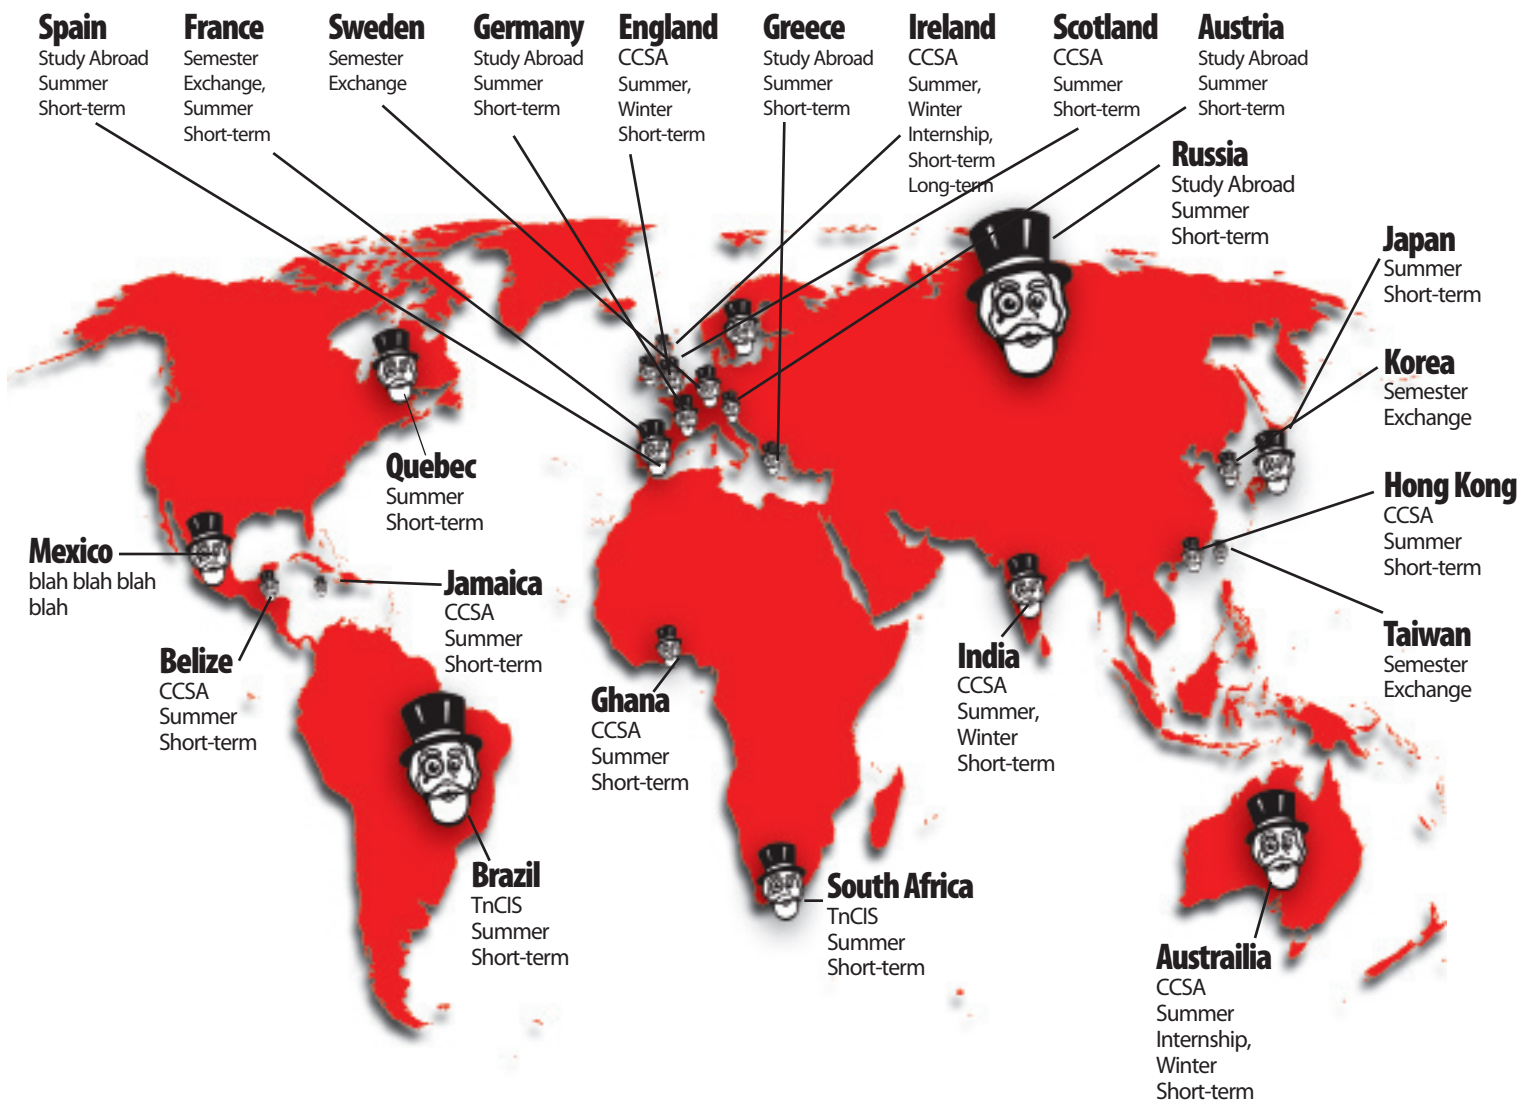 Spain
Study Abroad
Summer
Short-term
France
Semester
Exchange,
Summer
Short-term
Sweden
Semester
Exchange
Germany
Study Abroad
Summer
Short-term
England
CCSA
Summer,
Winter
Short-term
Greece
Study Abroad
Summer
Short-term
Ireland
CCSA
Summer,
Winter
Internship,
Short-term
Long-term
Scotland
CCSA
Summer
Short-term
Austria
Study Abroad
Summer
Short-term
Russia
Study Abroad
Summer
Short-term
Japan
Summer
Short-term
Korea
Semester
Exchange
Quebec
Summer
Short-term
Hong Kong
CCSA
Summer
Short-term
Mexico
blah blah blah
blah
Jamaica
CCSA
Summer
Short-term
Taiwan
Semester
Exchange
Belize
CCSA
Summer
Short-term
India
CCSA
Summer,
Winter
Short-term
Ghana
CCSA
Summer
Short-term
Brazil
TnCIS
Summer
Short-term
South Africa
TnCIS
Summer
Short-term
Austrailia
CCSA
Summer
Internship,
Winter
Short-term